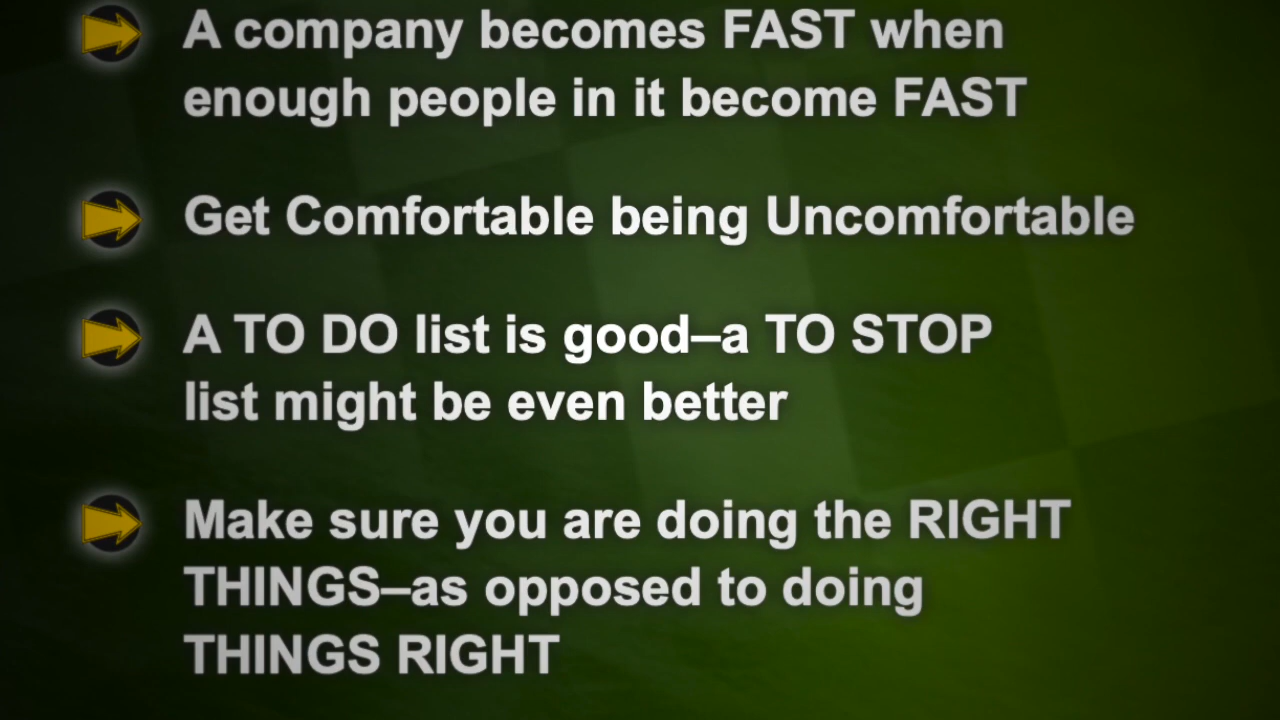 A company becomes FAST when
enough people in it become FAST
Get Comfortable being Uncomfortable
A TO DO list is good–a TO STOP
list might be even better
Make sure you are doing the RIGHT
THINGS–as opposed to doing
THINGS RIGHT